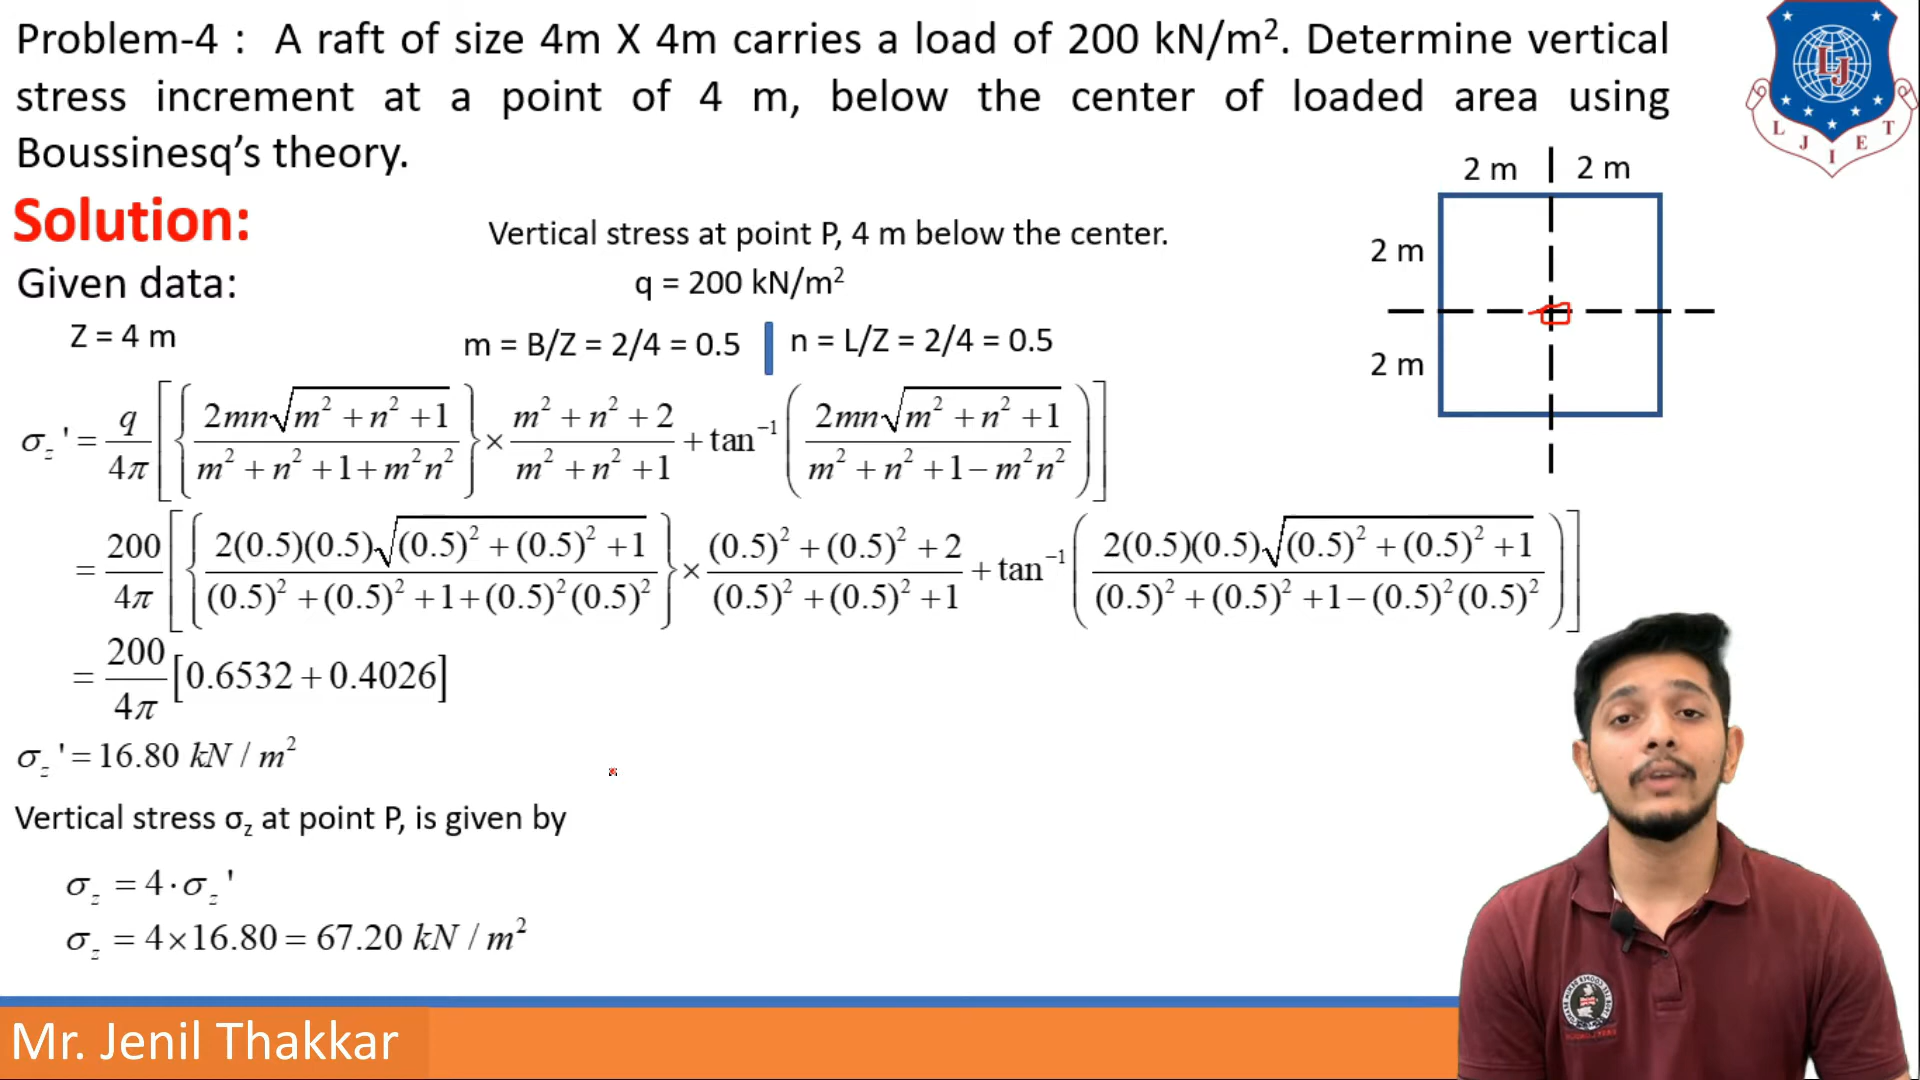 Problem-4 : A raft of size 4m X 4m carries a load of 200 kN/m². Determine vertical
stress increment at a point of 4 m, below the center of loaded area using
Boussinesq’s theory.
L J
L J I E T
2 m 2 m
2 m
2 m
Solution:
Vertical stress at point P, 4 m below the center.
Given data:
q = 200 kN/m²
Z = 4 m
m = B/Z = 2/4 = 0.5 n = L/Z = 2/4 = 0.5
σz' = q/4π [{2mn√(m² + n² +1) / (m² + n² +1+ m²n²)} × (m² + n² + 2)/(m² + n² +1) + tan⁻¹(2mn√(m² + n² +1) / (m² + n² +1− m²n²))]
= 200/4π [{2(0.5)(0.5)√((0.5)² + (0.5)² +1) / ((0.5)² +(0.5)² +1+(0.5)²(0.5)²)} × ((0.5)² + (0.5)² + 2)/((0.5)² + (0.5)² +1) + tan⁻¹(2(0.5)(0.5)√((0.5)² + (0.5)² +1) / ((0.5)² + (0.5)² +1−(0.5)²(0.5)²))]
= 200/4π [0.6532 + 0.4026]
σz' = 16.80 kN / m²
Vertical stress σz at point P, is given by
σz = 4·σz'
σz = 4×16.80 = 67.20 kN / m²
Mr. Jenil Thakkar